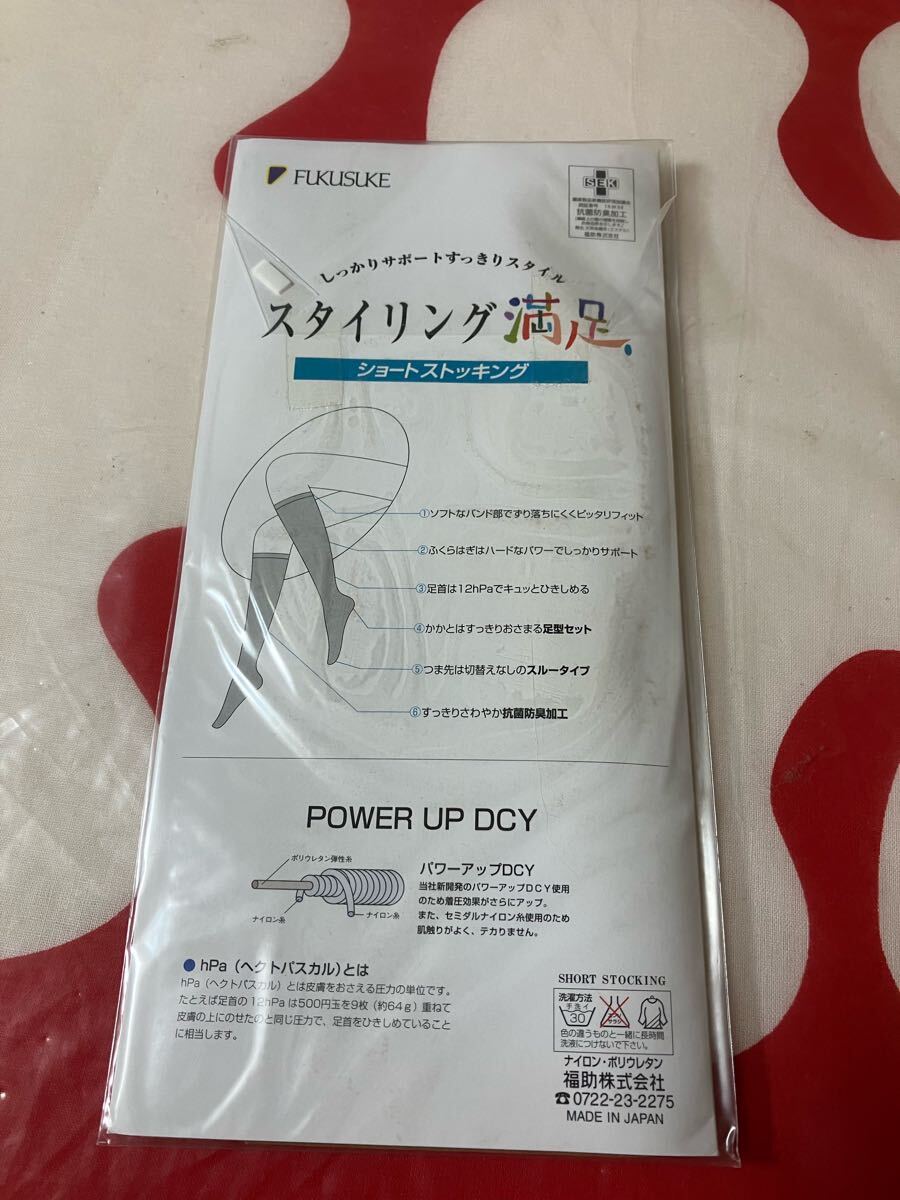 FUKUSUKE
SEK
抗菌防臭加工
福助株式会社
しっかりサポートすっきりスタイル
スタイリング満足。
ショートストッキング
①ソフトなバンド部でずり落ちにくくピッタリフィット
②ふくらはぎはハードなパワーでしっかりサポート
③足首は12hPaでキュッとひきしめる
④かかとはすっきりおさまる足型セット
⑤つま先は切替えなしのスルータイプ
⑥すっきりさわやか抗菌防臭加工
POWER UP DCY
ポリウレタン弾性糸
ナイロン糸
ナイロン糸
パワーアップDCY
当社新開発のパワーアップDCY使用
のため着圧効果がさらにアップ。
また、セミダルナイロン糸使用のため
肌触りがよく、テカりません。
●hPa(ヘクトパスカル)とは
hPa(ヘクトパスカル)とは皮膚をおさえる圧力の単位です。
たとえば足首の12hPaは500円玉を9枚(約64g)重ねて
皮膚の上にのせたのと同じ圧力で、足首をひきしめていること
に相当します。
SHORT STOCKING
洗濯方法
手洗イ
30
エンソ
サラシ
色の違うものと一緒に長時間
洗液につけないで下さい。
ナイロン・ポリウレタン
福助株式会社
☎0722-23-2275
MADE IN JAPAN